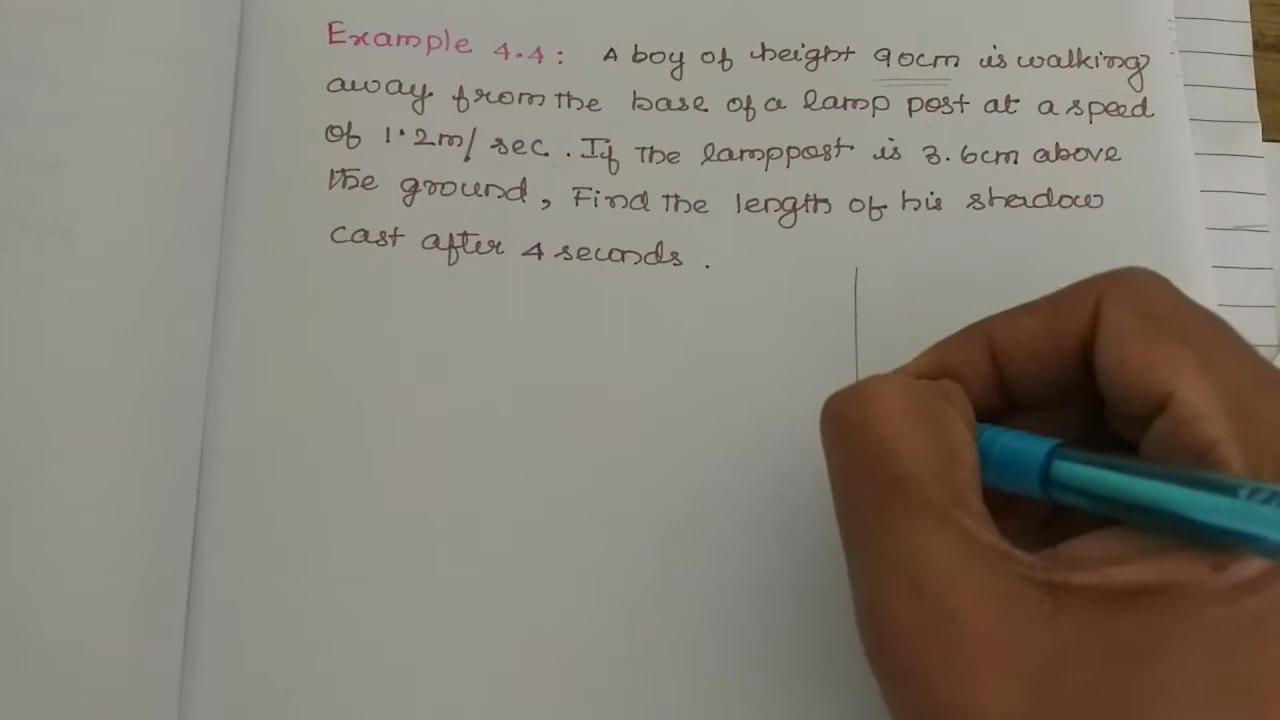 Example 4.4: A boy of height 90cm is walking
away from the base of a lamp post at a speed
of 1.2m/sec. If the lamppost is 3.6cm above
the ground, Find the length of his shadow
cast after 4 seconds.